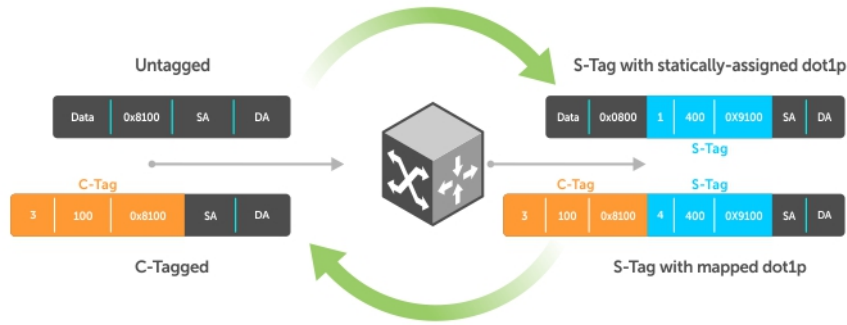 Untagged
Data 0x8100 SA DA
C-Tag
3 100 0x8100 SA DA
C-Tagged
S-Tag with statically-assigned dot1p
Data 0x0800 1 400 0X9100 SA DA
S-Tag
C-Tag S-Tag
3 100 0x8100 4 400 0X9100 SA DA
S-Tag with mapped dot1p